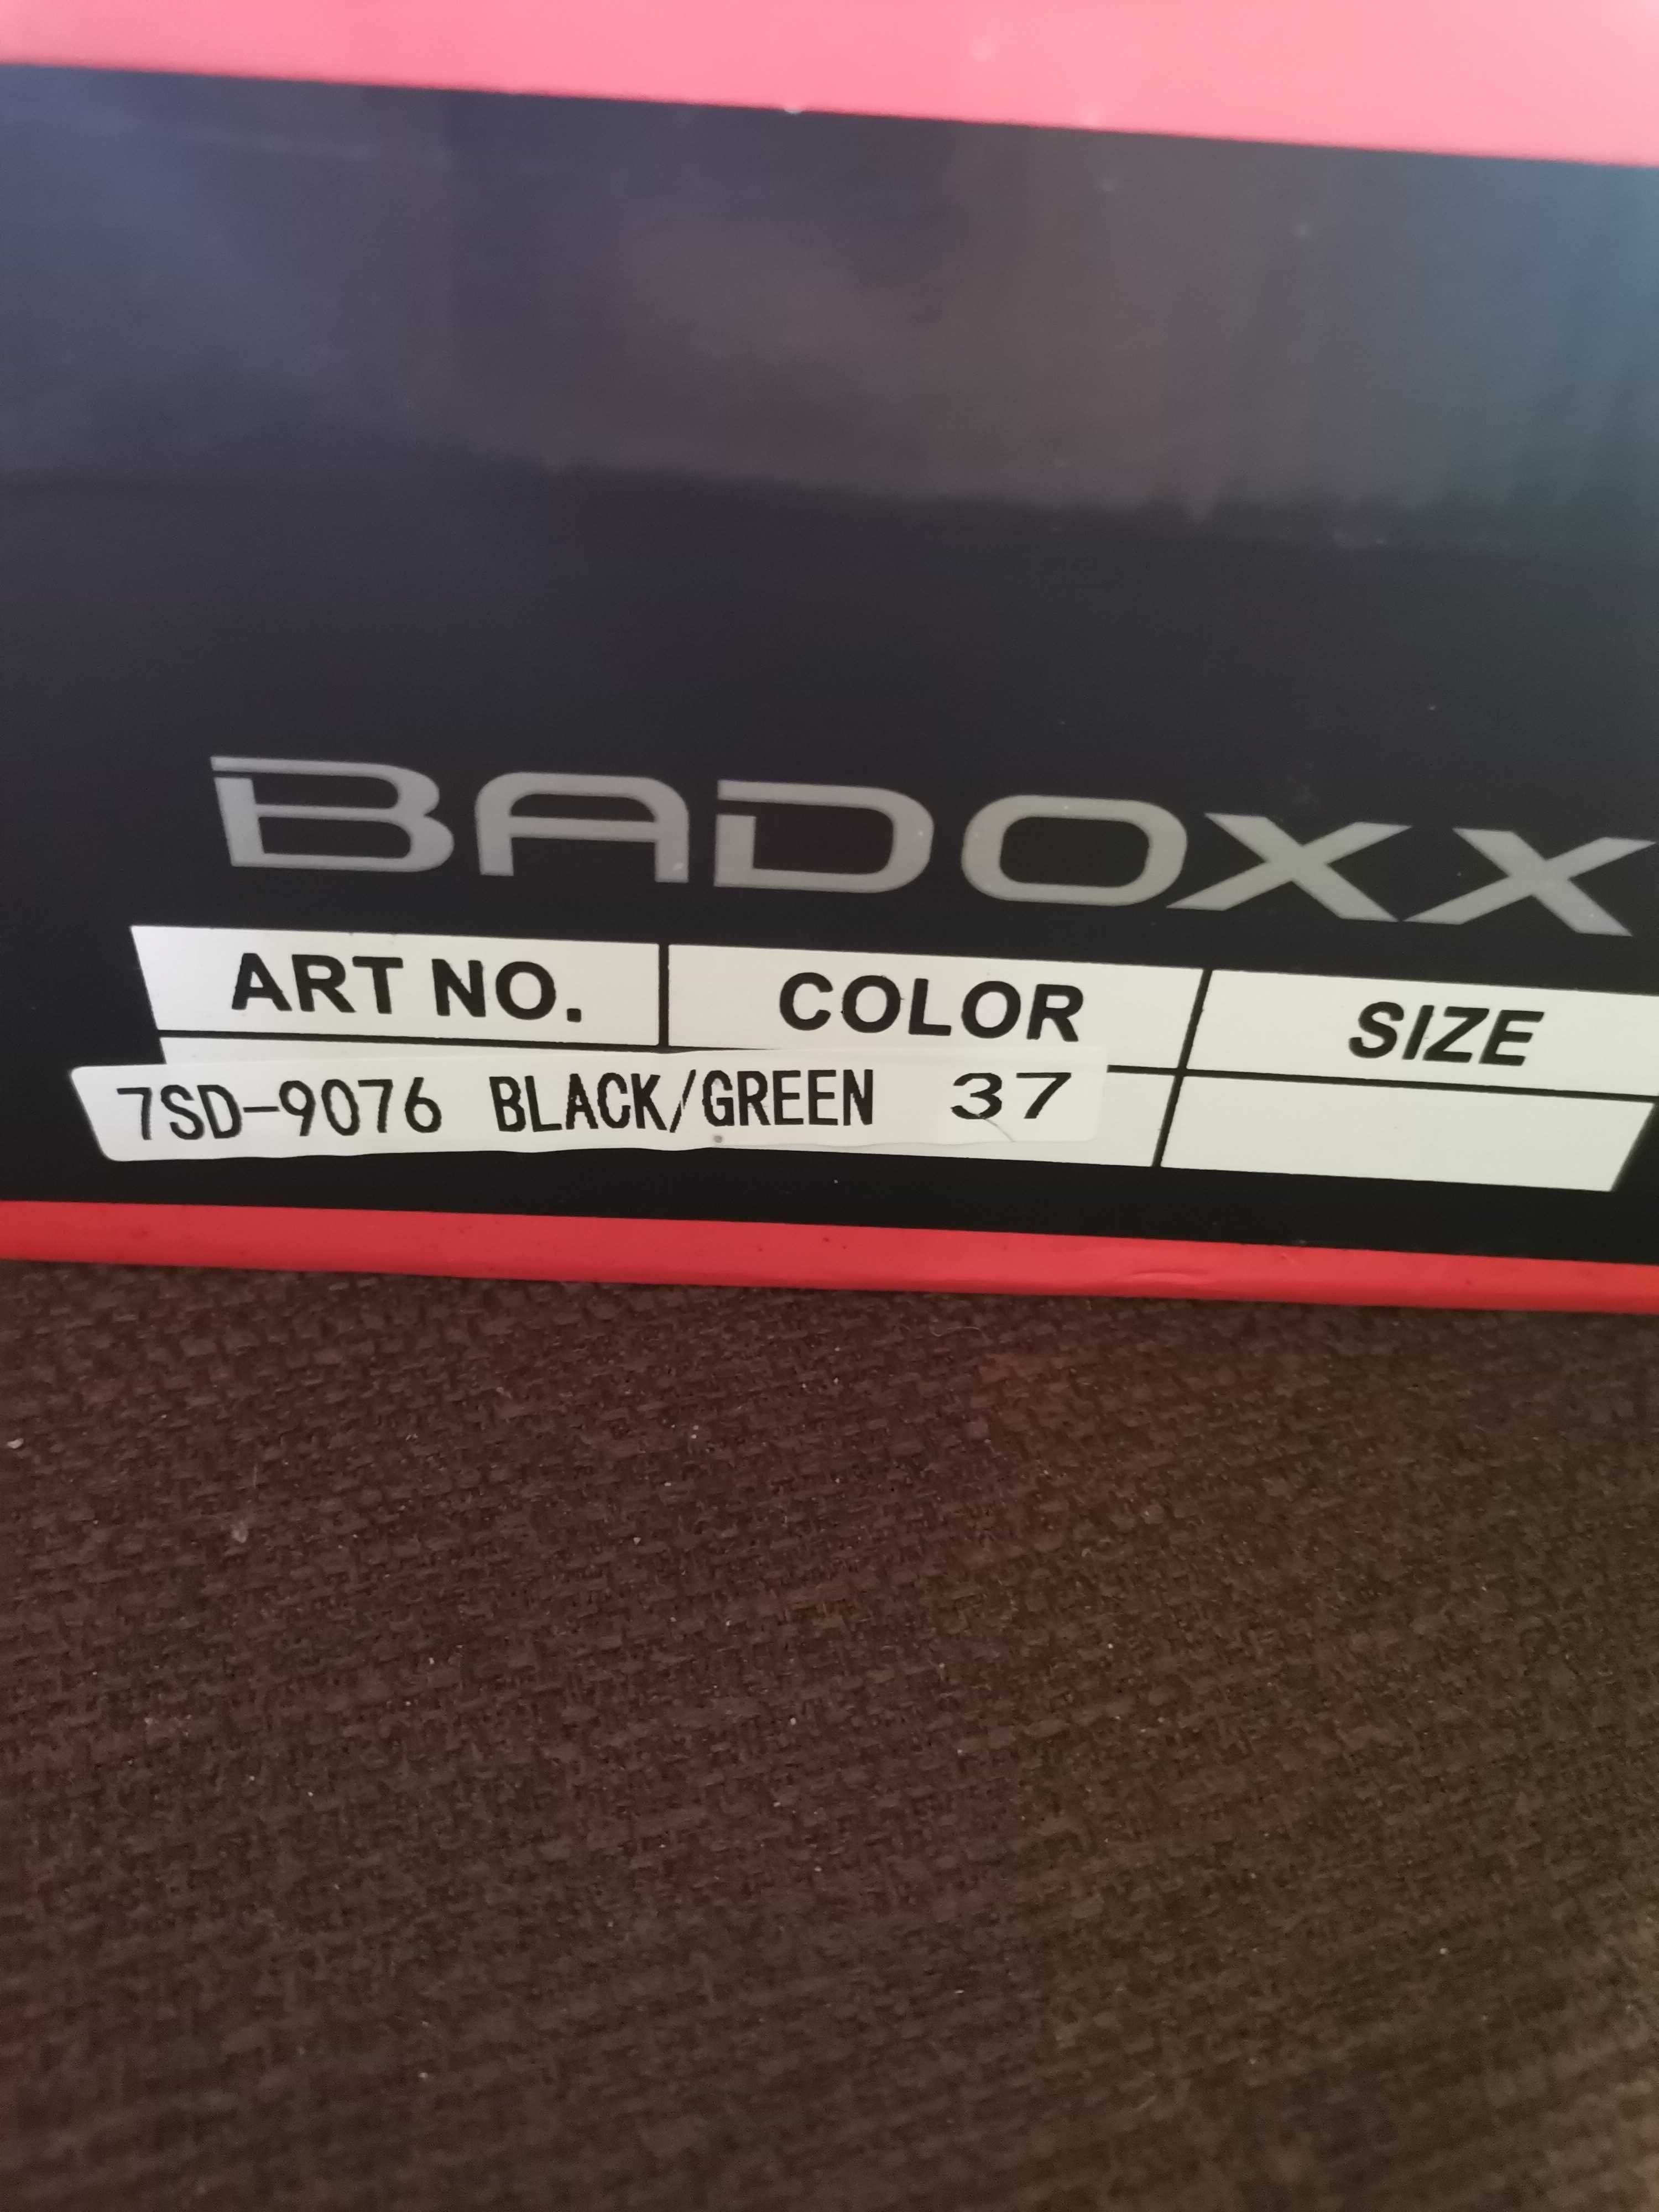 BADOXX
ART NO. COLOR SIZE
7SD-9076 BLACK/GREEN 37